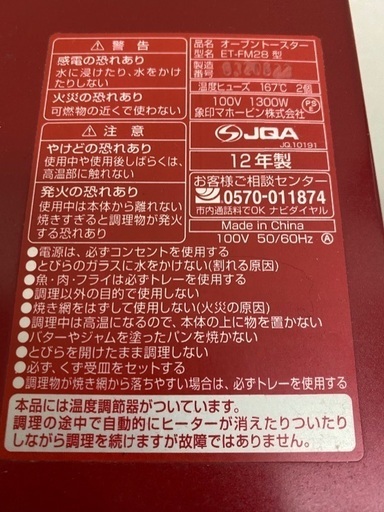 ⚠警告
感電の恐れあり
水に浸けたり、水をかけ
たりしないこと
火災の恐れあり
可燃物の近くで使わない
⚠注意
やけどの恐れあり
使用中や使用後しばらくは、
高温部に触れない
発火の恐れあり
使用中は本体から離れない
焼きすぎると調理物が発火
する恐れあり
品名 オーブントースター
型名 ET-FM28 型
製造
番号
温度ヒューズ 167℃ 2個
100V 1300W
PSE
象印マホービン株式会社
JQA
JQ.10191
12年製
お客様ご相談センター
0570-011874
市内通話料でOK ナビダイヤル
Made in China
100V 50/60Hz Ⓐ
●電源は、必ずコンセントを使用する
●とびらのガラスに水をかけない(割れる原因)
●魚・肉・フライは必ずトレーを使用する
●調理以外の目的で使用しない
●焼き網をはずして使用しない(火災の原因)
●調理中は高温になるので、本体の上に物を置かない
●バターやジャムを塗ったパンを焼かない
●とびらを開けたまま調理しない
●必ず、くず受皿をセットする
●調理物が焼き網から落ちやすい場合は、必ずトレーを使用する
本品には温度調節器がついています。
調理の途中で自動的にヒーターが消えたりついたり
しながら調理を続けますが故障ではありません。